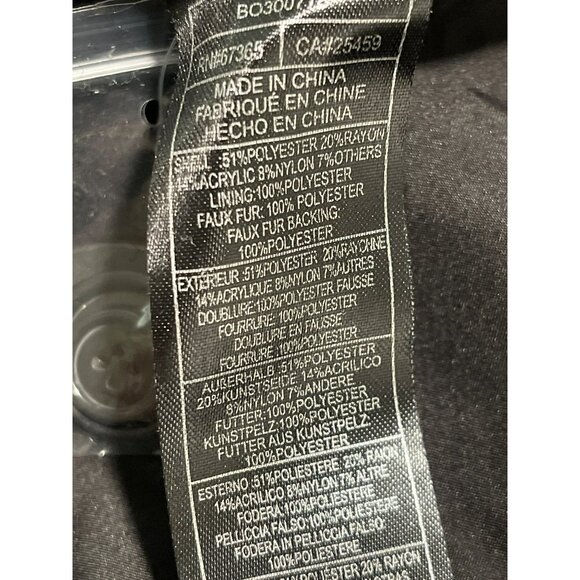 RN#67365 CA#25459
MADE IN CHINA
FABRIQUÉ EN CHINE
HECHO EN CHINA
SHELL :51%POLYESTER 20%RAYON
14%ACRYLIC 8%NYLON 7%OTHERS
LINING:100%POLYESTER
FAUX FUR: 100% POLYESTER
FAUX FUR BACKING:
100%POLYESTER
EXTÉRIEUR :51%POLYESTER 20%RAYONNE
14%ACRYLIQUE 8%NYLON 7%AUTRES
DOUBLURE:100%POLYESTER FAUSSE
FOURRURE: 100%POLYESTER
DOUBLURE EN FAUSSE
FOURRURE :100%POLYESTER
AUßERHALB :51%POLYESTER
20%KUNSTSEIDE 14%ACRILICO
8%NYLON 7%ANDERE
FUTTER:100%POLYESTER
KUNSTPELZ:100%POLYESTER
FUTTER AUS KUNSTPELZ
:100%POLYESTER
ESTERNO :51%POLIESTERE 20%RAION
14%ACRILICO 8%NYLON 7%ALTRE
FODERA:100%POLIESTERE
PELLICCIA FALSO:100%POLIESTERE
FODERA IN PELLICCIA FALSO:
100%POLIESTERE
20% RAYON